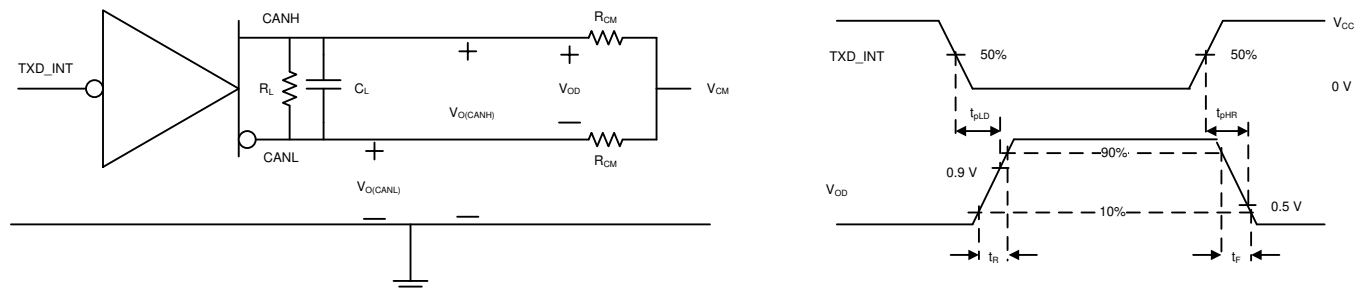 CANH
R_CM
TXD_INT
R_L
C_L
V_OD
V_CM
V_O(CANH)
CANL
R_CM
V_O(CANL)
V_CC
TXD_INT
50%
50%
0 V
t_pLD
t_pHR
90%
0.9 V
V_OD
10%
0.5 V
t_R
t_F